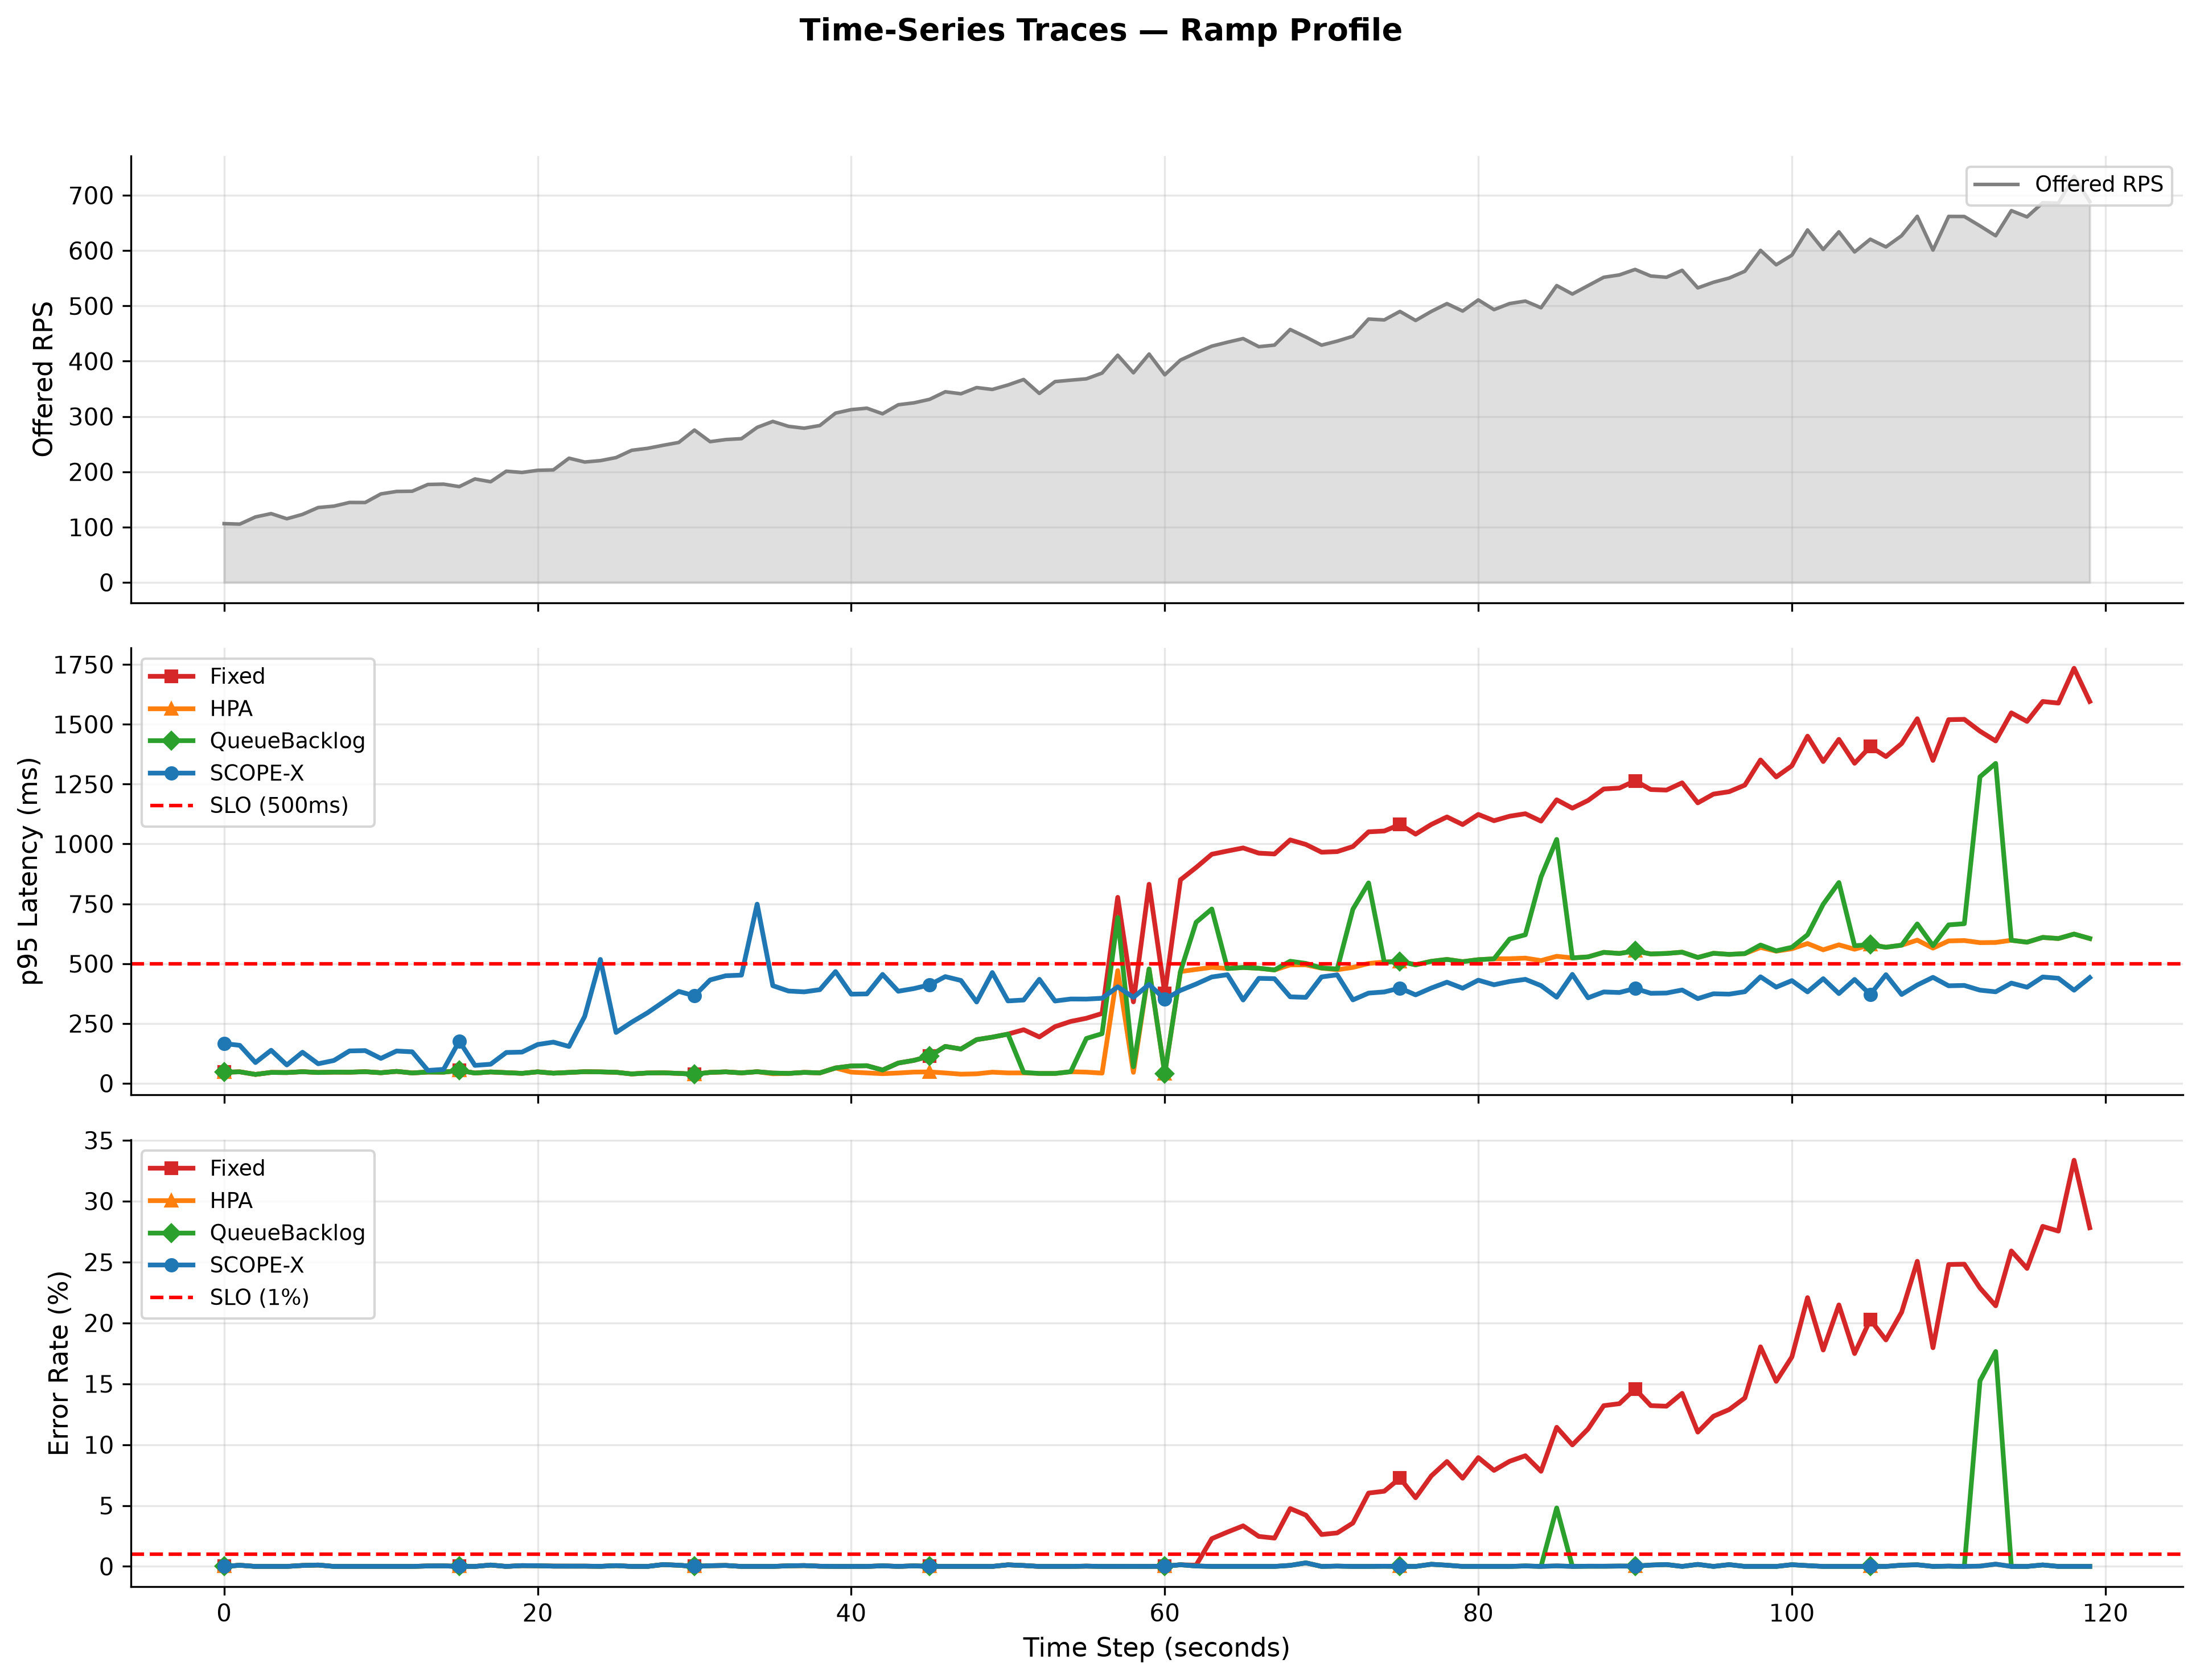 Time-Series Traces — Ramp Profile
Offered RPS
700
600
500
400
300
200
100
0
Offered RPS
p95 Latency (ms)
1750
1500
1250
1000
750
500
250
0
Fixed
HPA
QueueBacklog
SCOPE-X
SLO (500ms)
Error Rate (%)
35
30
25
20
15
10
5
0
Fixed
HPA
QueueBacklog
SCOPE-X
SLO (1%)
0 20 40 60 80 100 120
Time Step (seconds)